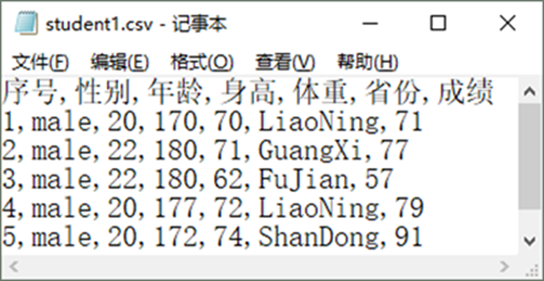 student1.csv - 记事本
文件(F) 编辑(E) 格式(O) 查看(V) 帮助(H)
序号,性别,年龄,身高,体重,省份,成绩
1,male,20,170,70,LiaoNing,71
2,male,22,180,71,GuangXi,77
3,male,22,180,62,FuJian,57
4,male,20,177,72,LiaoNing,79
5,male,20,172,74,ShanDong,91